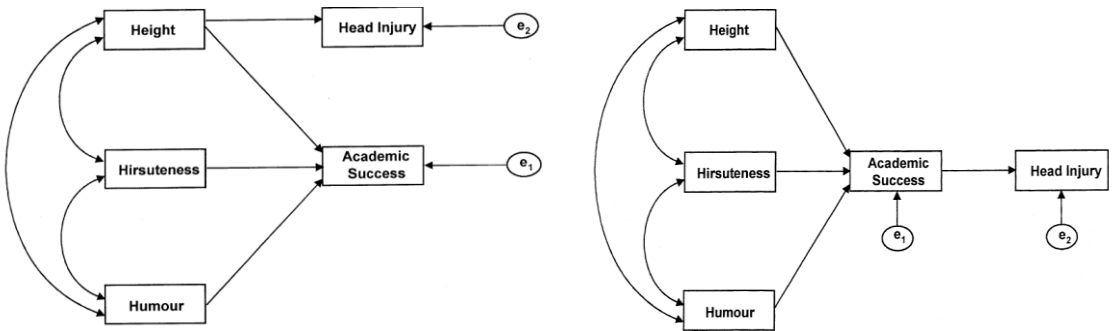 Height
Head Injury
e2
Hirsuteness
Academic
Success
e1
Humour
Height
Hirsuteness
Academic
Success
Head Injury
e1
e2
Humour